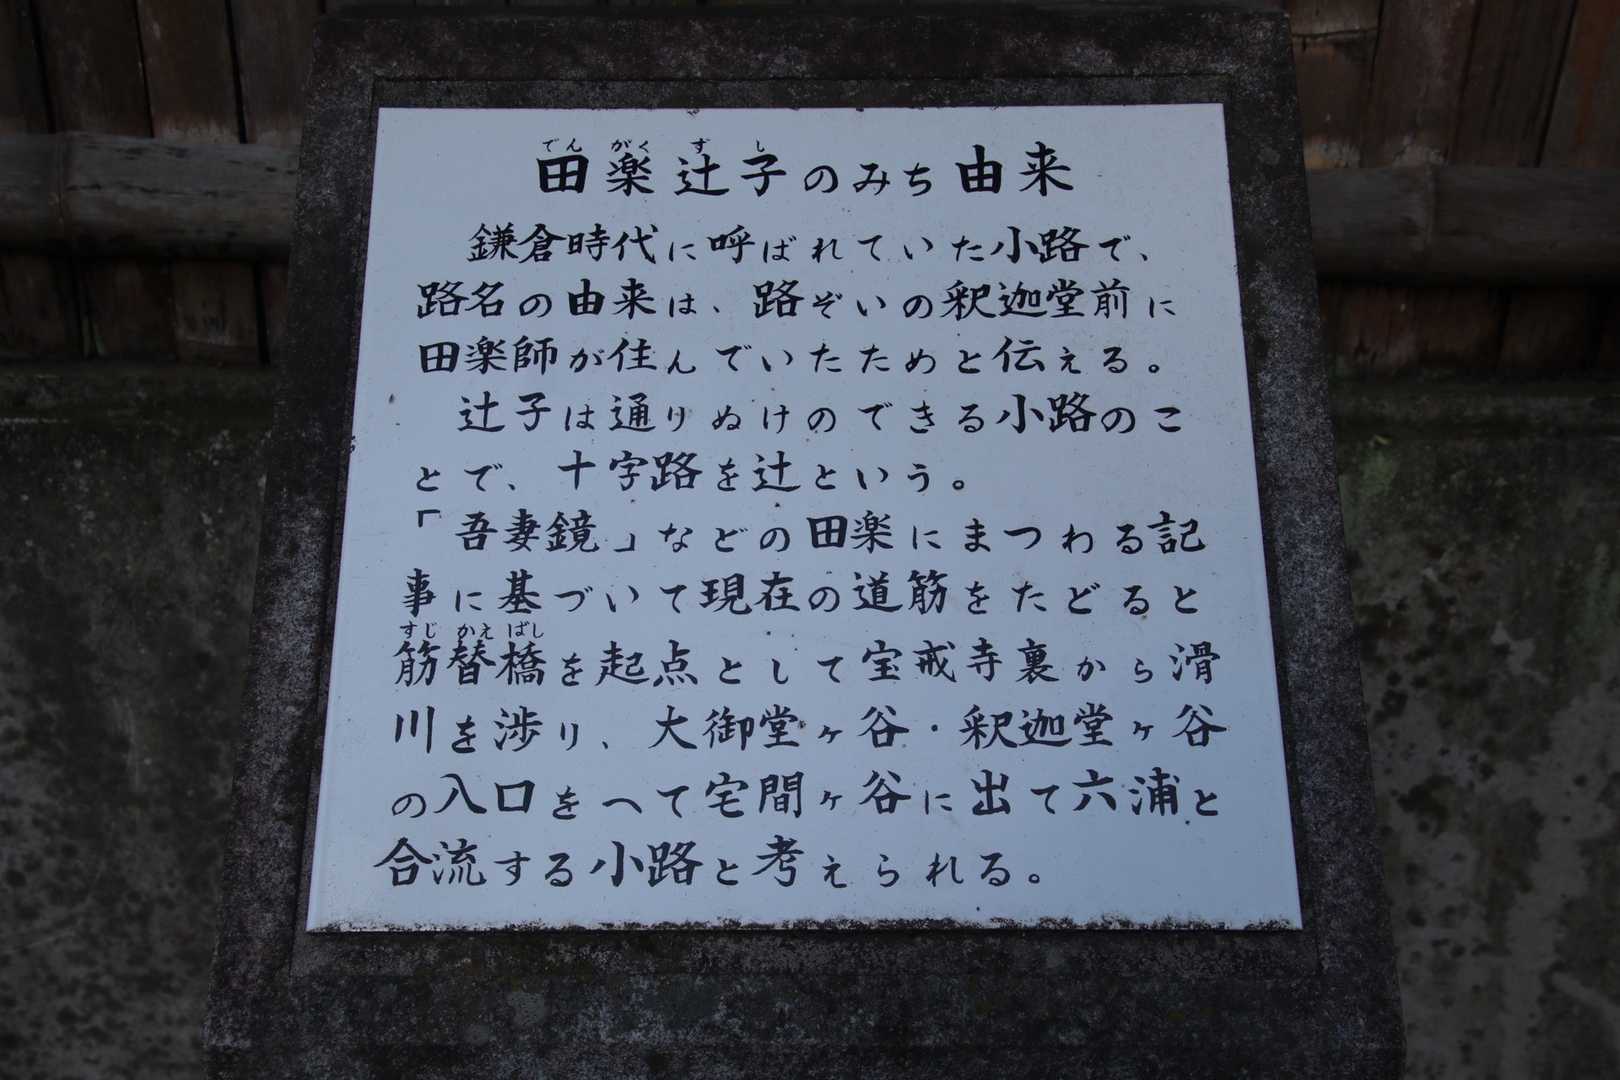 でん がく ず し
田楽辻子のみち由来
鎌倉時代に呼ばれていた小路で、
路名の由来は、路ぞいの釈迦堂前に
田楽師が住んでいたためと伝える。
辻子は通りぬけのできる小路のこ
とで、十字路を辻という。
「吾妻鏡」などの田楽にまつわる記
事に基づいて現在の道筋をたどると
すじ かえ ばし
筋替橋を起点として宝戒寺裏から滑
川を渉り、大御堂ヶ谷・釈迦堂ヶ谷
の入口をへて宅間ヶ谷に出て六浦と
合流する小路と考えられる。